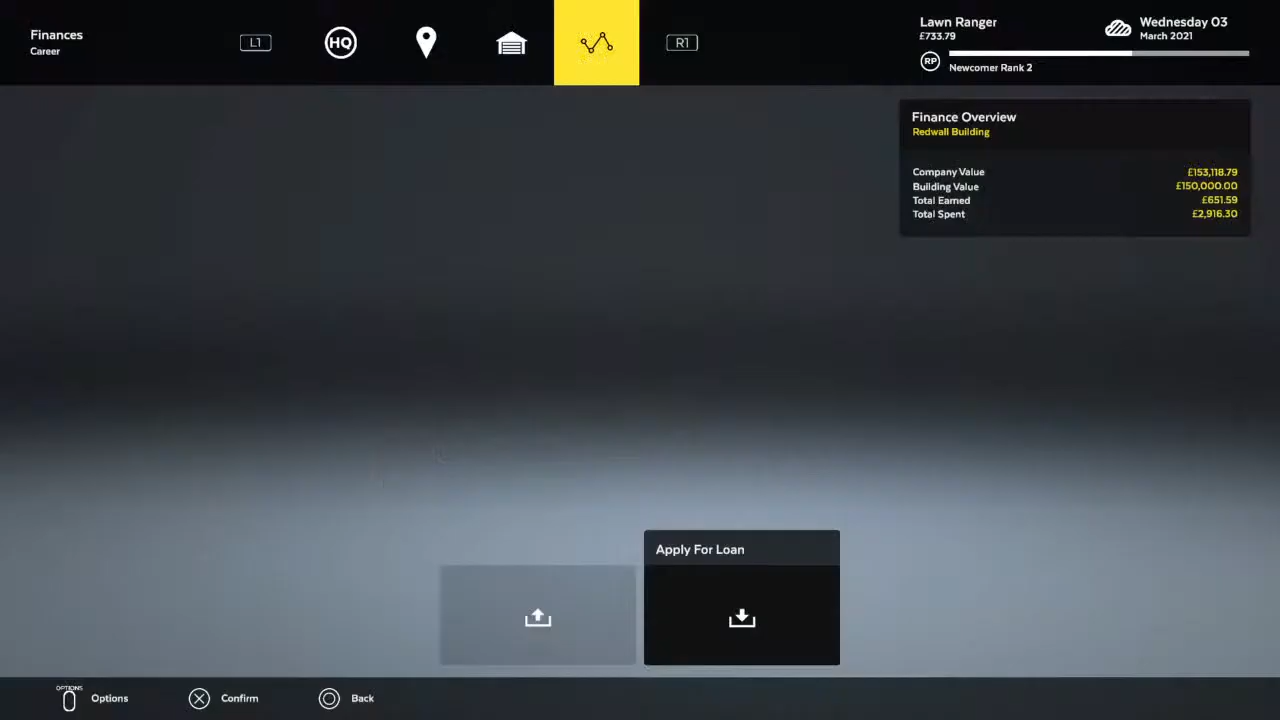 Finances
Career
L1
HQ
R1
Lawn Ranger
£733.79
Wednesday 03
March 2021
RP
Newcomer Rank 2
Finance Overview
Redwall Building
Company Value £153,118.79
Building Value £150,000.00
Total Earned £651.59
Total Spent £2,916.30
Apply For Loan
OPTIONS
Options
Confirm
Back